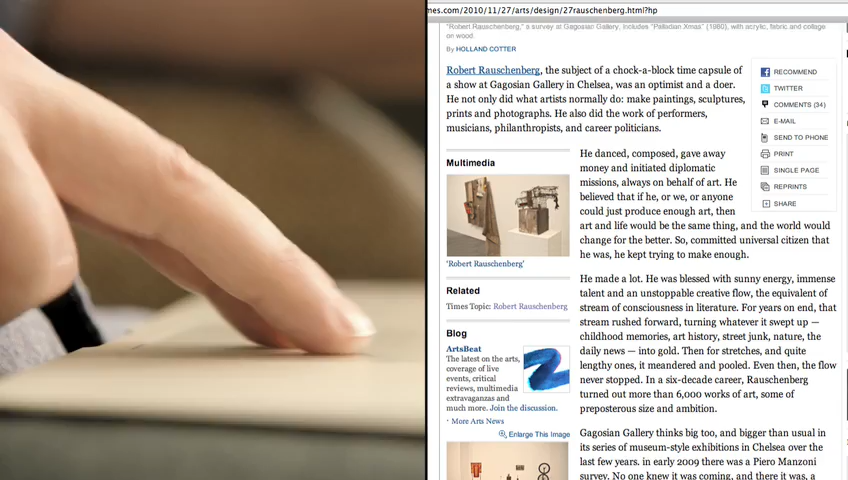 mes.com/2010/11/27/arts/design/27rauschenberg.html?hp
"Robert Rauschenberg," a survey at Gagosian Gallery, includes "Palladian Xmas" (1980), with acrylic, fabric and collage
on wood.
By HOLLAND COTTER
Robert Rauschenberg, the subject of a chock-a-block time capsule of
a show at Gagosian Gallery in Chelsea, was an optimist and a doer.
He not only did what artists normally do: make paintings, sculptures,
prints and photographs. He also did the work of performers,
musicians, philanthropists, and career politicians.
RECOMMEND
TWITTER
COMMENTS (34)
E-MAIL
SEND TO PHONE
PRINT
SINGLE PAGE
REPRINTS
SHARE
Multimedia
'Robert Rauschenberg'
Related
Times Topic: Robert Rauschenberg
Blog
ArtsBeat
The latest on the arts,
coverage of live
events, critical
reviews, multimedia
extravaganzas and
much more. Join the discussion.
• More Arts News
Enlarge This Image
He danced, composed, gave away
money and initiated diplomatic
missions, always on behalf of art. He
believed that if he, or we, or anyone
could just produce enough art, then
art and life would be the same thing, and the world would
change for the better. So, committed universal citizen that
he was, he kept trying to make enough.
He made a lot. He was blessed with sunny energy, immense
talent and an unstoppable creative flow, the equivalent of
stream of consciousness in literature. For years on end, that
stream rushed forward, turning whatever it swept up —
childhood memories, art history, street junk, nature, the
daily news — into gold. Then for stretches, and quite
lengthy ones, it meandered and pooled. Even then, the flow
never stopped. In a six-decade career, Rauschenberg
turned out more than 6,000 works of art, some of
preposterous size and ambition.
Gagosian Gallery thinks big too, and bigger than usual in
its series of museum-style exhibitions in Chelsea over the
last few years. in early 2009 there was a Piero Manzoni
survey. No one knew it was coming, and there it was, a